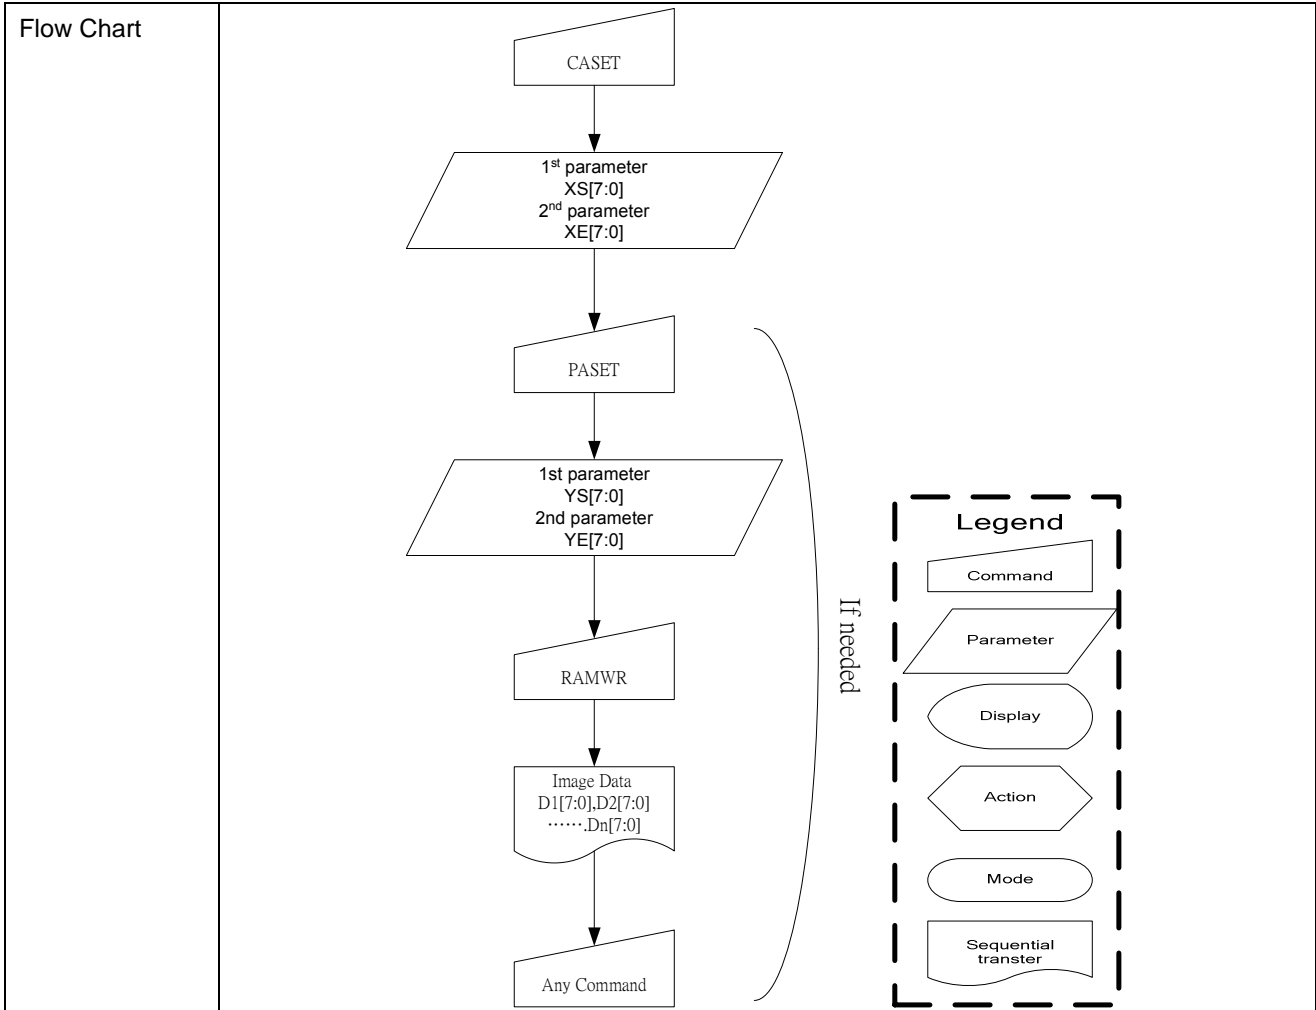 Flow Chart
CASET
1st parameter
XS[7:0]
2nd parameter
XE[7:0]
PASET
1st parameter
YS[7:0]
2nd parameter
YE[7:0]
RAMWR
Image Data
D1[7:0],D2[7:0]
·······.Dn[7:0]
Any Command
If needed
Legend
Command
Parameter
Display
Action
Mode
Sequential
transter